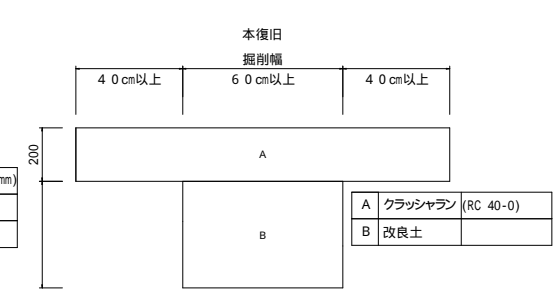 本復旧
掘削幅
４０㎝以上 ６０㎝以上 ４０㎝以上
200
A
mm)
B
A クラッシャラン (RC 40-0)
B 改良土